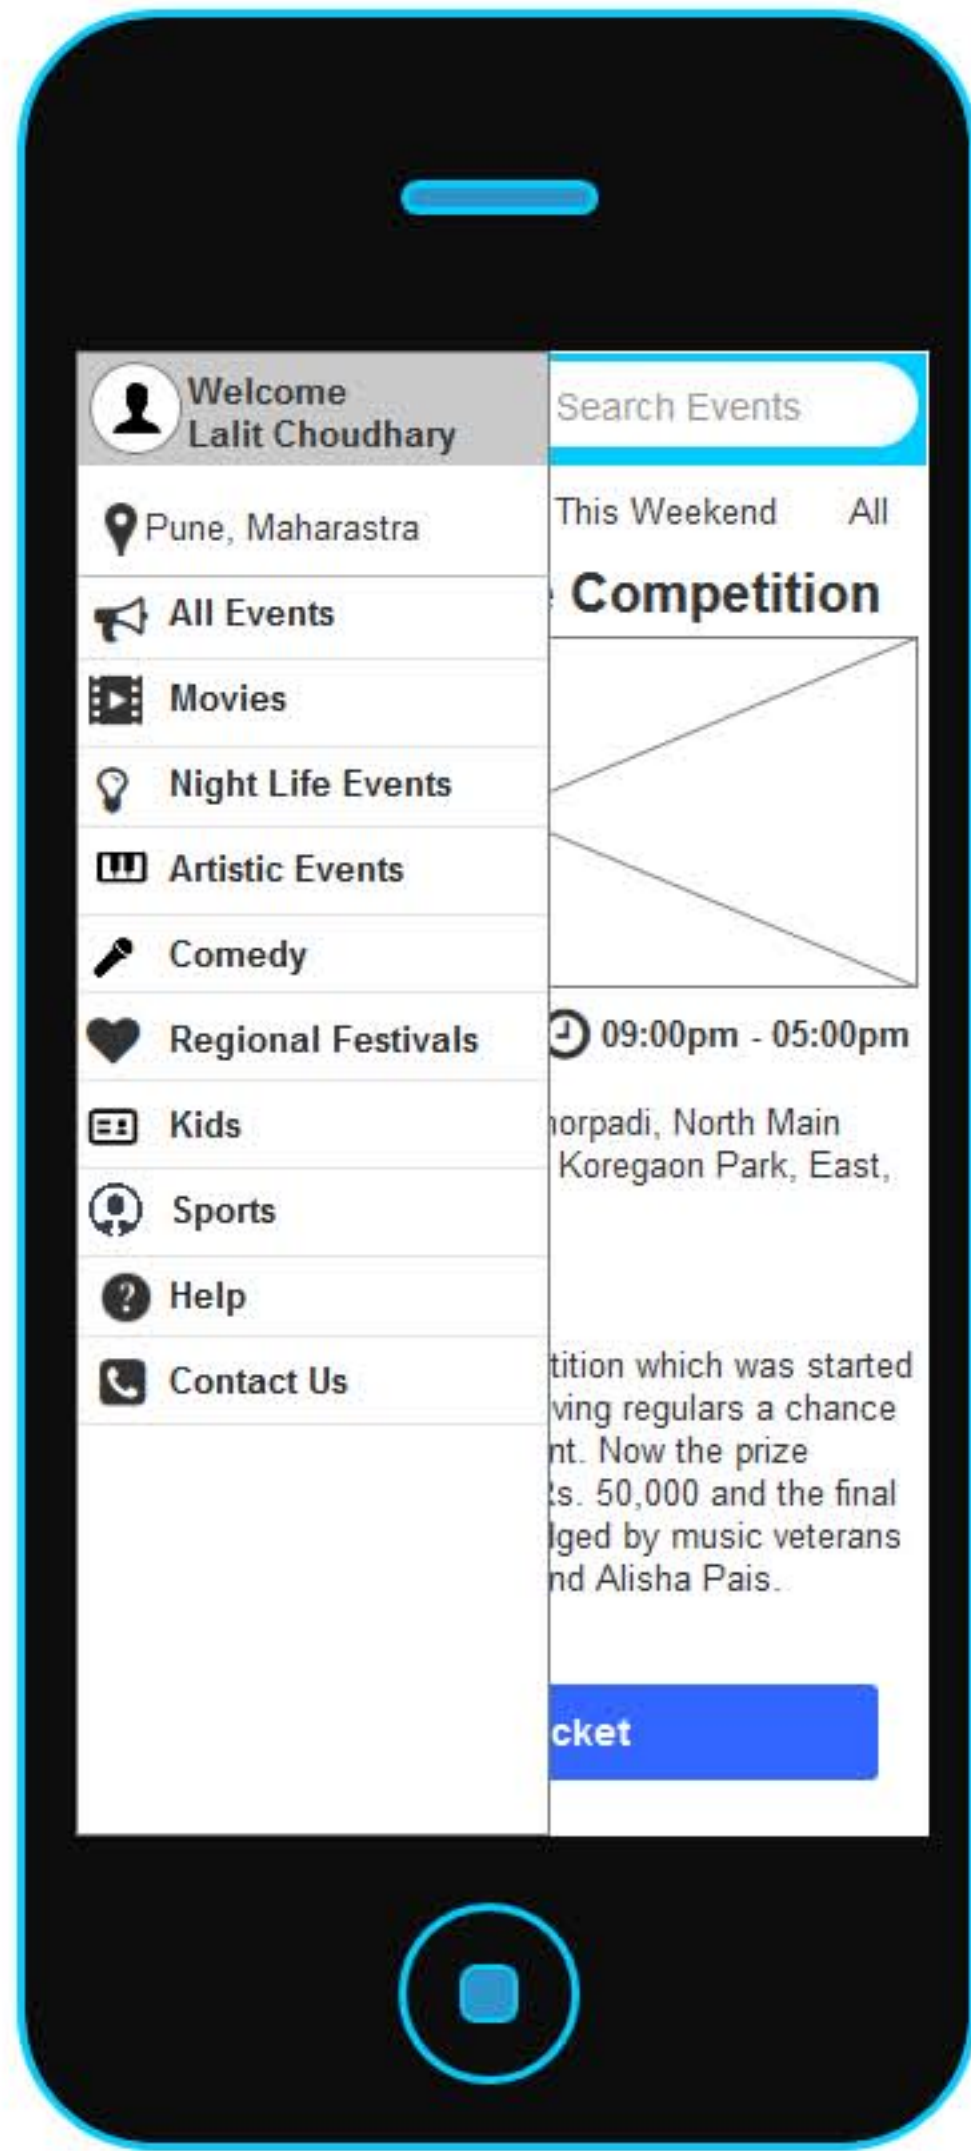 Welcome
Lalit Choudhary
Pune, Maharastra
All Events
Movies
Night Life Events
Artistic Events
Comedy
Regional Festivals
Kids
Sports
Help
Contact Us
Search Events
This Weekend All
Competition
09:00pm - 05:00pm
horpadi, North Main
Koregaon Park, East,
tition which was started
ving regulars a chance
nt. Now the prize
Rs. 50,000 and the final
dged by music veterans
nd Alisha Pais.
cket